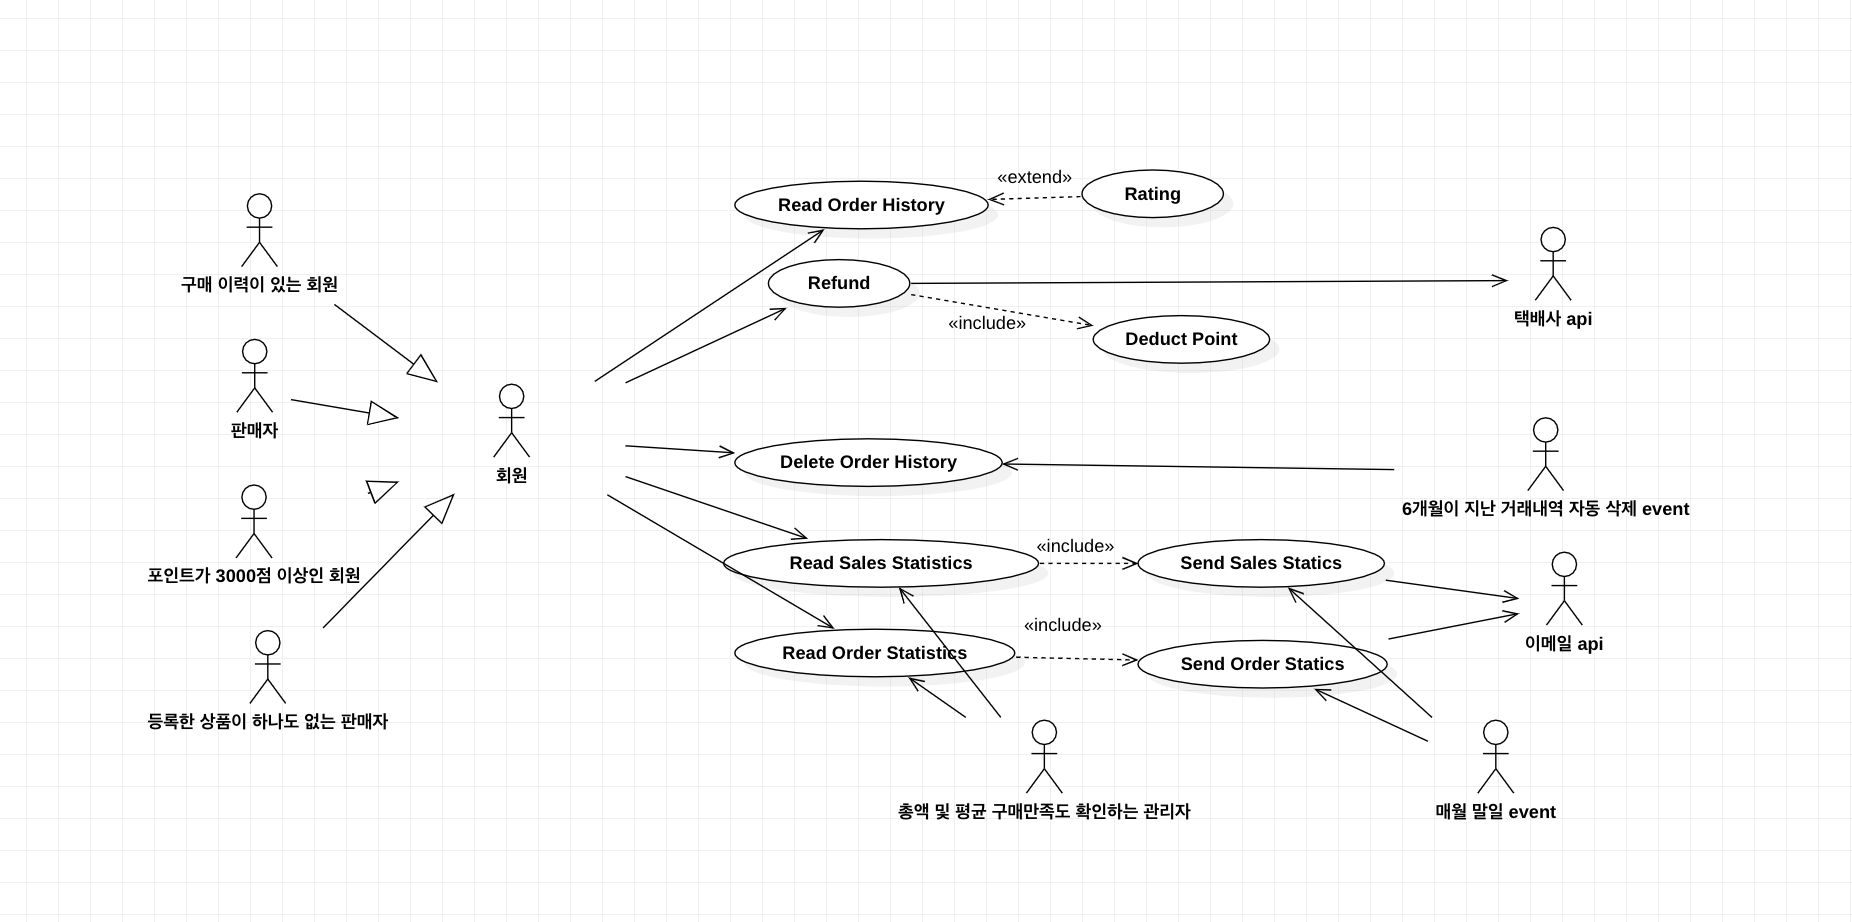 «extend»
Rating
Read Order History
구매 이력이 있는 회원
Refund
택배사 api
«include»
Deduct Point
판매자
회원
Delete Order History
6개월이 지난 거래내역 자동 삭제 event
«include»
Read Sales Statistics
Send Sales Statics
포인트가 3000점 이상인 회원
«include»
이메일 api
Read Order Statistics
Send Order Statics
등록한 상품이 하나도 없는 판매자
총액 및 평균 구매만족도 확인하는 관리자
매월 말일 event